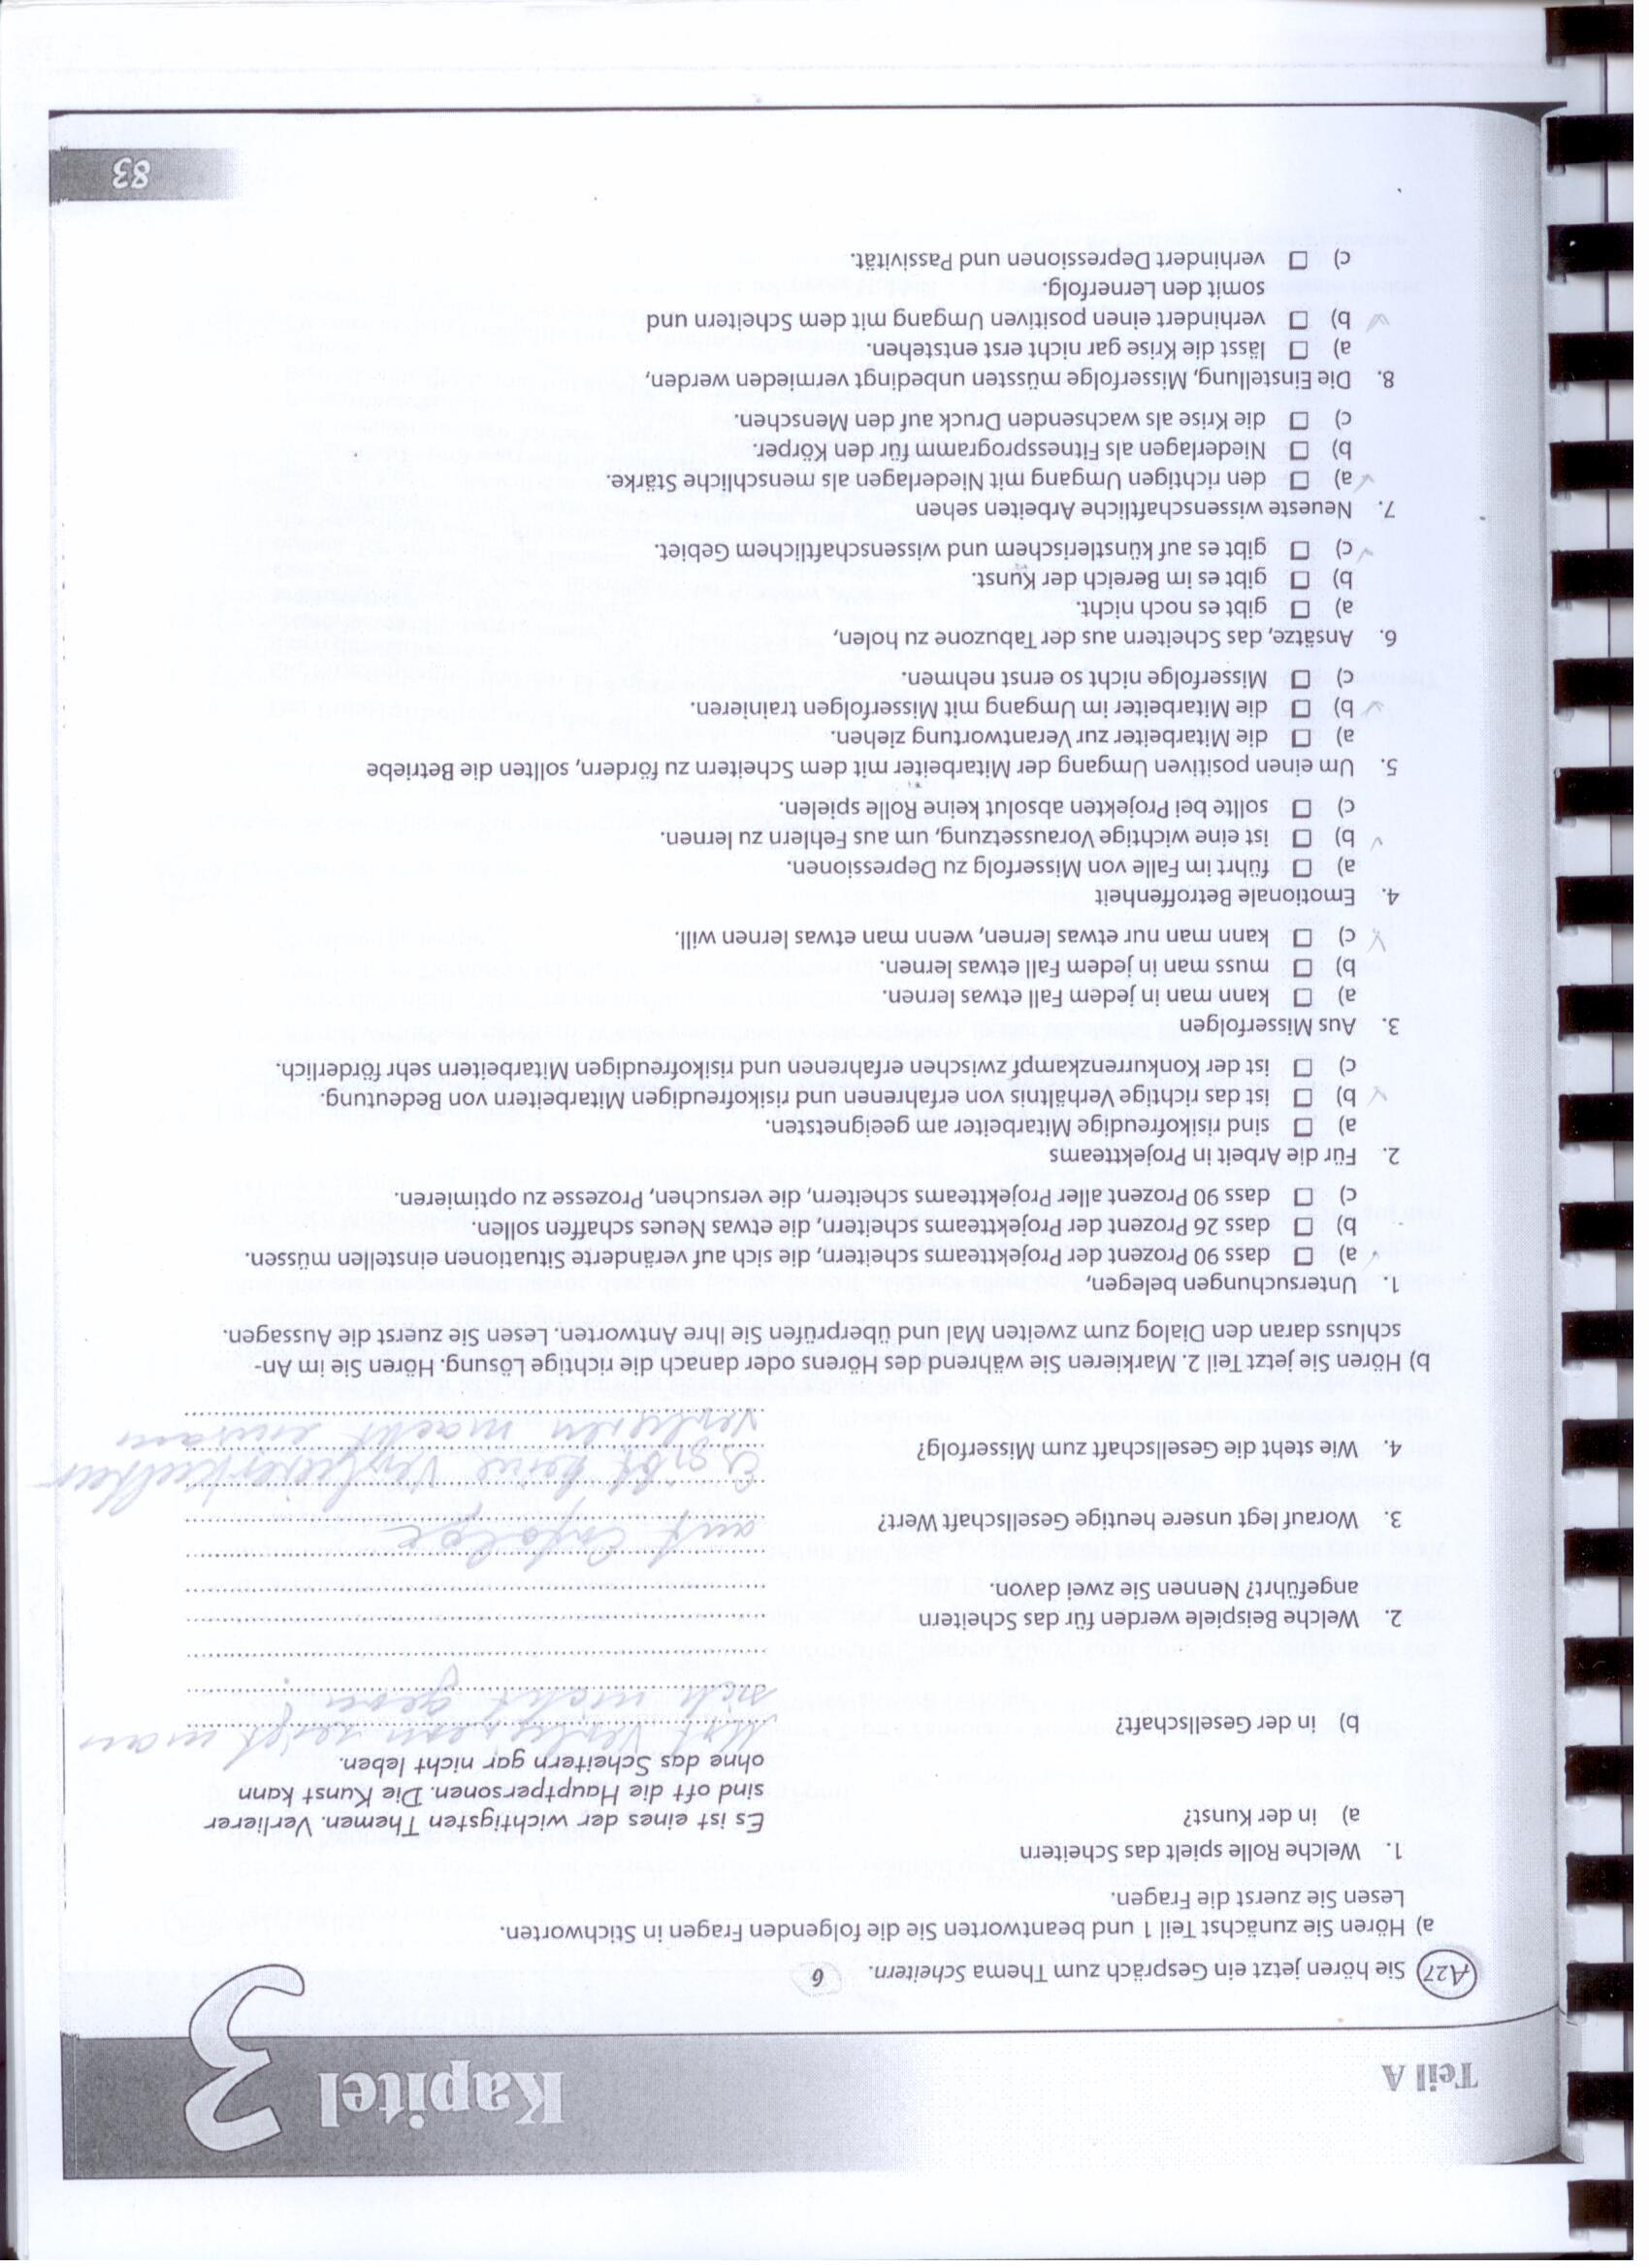 Teil A
Kapitel 3
A27 Sie hören jetzt ein Gespräch zum Thema Scheitern. 6
a) Hören Sie zunächst Teil 1 und beantworten Sie die folgenden Fragen in Stichworten.
Lesen Sie zuerst die Fragen.
1. Welche Rolle spielt das Scheitern
a) in der Kunst?
Es ist eines der wichtigsten Themen. Verlierer
sind oft die Hauptpersonen. Die Kunst kann
ohne das Scheitern gar nicht leben.
b) in der Gesellschaft?
Mit Verlierern zeigt man
sich nicht gern
2. Welche Beispiele werden für das Scheitern
angeführt? Nennen Sie zwei davon.
3. Worauf legt unsere heutige Gesellschaft Wert?
auf Erfolge
4. Wie steht die Gesellschaft zum Misserfolg?
Es gibt keine Verliererkultur
verlieren macht einsam
b) Hören Sie jetzt Teil 2. Markieren Sie während des Hörens oder danach die richtige Lösung. Hören Sie im An-
schluss daran den Dialog zum zweiten Mal und überprüfen Sie Ihre Antworten. Lesen Sie zuerst die Aussagen.
1. Untersuchungen belegen,
a) dass 90 Prozent der Projektteams scheitern, die sich auf veränderte Situationen einstellen müssen.
b) dass 26 Prozent der Projektteams scheitern, die etwas Neues schaffen sollen.
c) dass 90 Prozent aller Projektteams scheitern, die versuchen, Prozesse zu optimieren.
2. Für die Arbeit in Projektteams
a) sind risikofreudige Mitarbeiter am geeignetsten.
b) ist das richtige Verhältnis von erfahrenen und risikofreudigen Mitarbeitern von Bedeutung.
c) ist der Konkurrenzkampf zwischen erfahrenen und risikofreudigen Mitarbeitern sehr förderlich.
3. Aus Misserfolgen
a) kann man in jedem Fall etwas lernen.
b) muss man in jedem Fall etwas lernen.
c) kann man nur etwas lernen, wenn man etwas lernen will.
4. Emotionale Betroffenheit
a) führt im Falle von Misserfolg zu Depressionen.
b) ist eine wichtige Voraussetzung, um aus Fehlern zu lernen.
c) sollte bei Projekten absolut keine Rolle spielen.
5. Um einen positiven Umgang der Mitarbeiter mit dem Scheitern zu fördern, sollten die Betriebe
a) die Mitarbeiter zur Verantwortung ziehen.
b) die Mitarbeiter im Umgang mit Misserfolgen trainieren.
c) Misserfolge nicht so ernst nehmen.
6. Ansätze, das Scheitern aus der Tabuzone zu holen,
a) gibt es noch nicht.
b) gibt es im Bereich der Kunst.
c) gibt es auf künstlerischem und wissenschaftlichem Gebiet.
7. Neueste wissenschaftliche Arbeiten sehen
a) den richtigen Umgang mit Niederlagen als menschliche Stärke.
b) Niederlagen als Fitnessprogramm für den Körper.
c) die Krise als wachsenden Druck auf den Menschen.
8. Die Einstellung, Misserfolge müssten unbedingt vermieden werden,
a) lässt die Krise gar nicht erst entstehen.
b) verhindert einen positiven Umgang mit dem Scheitern und
somit den Lernerfolg.
c) verhindert Depressionen und Passivität.
83